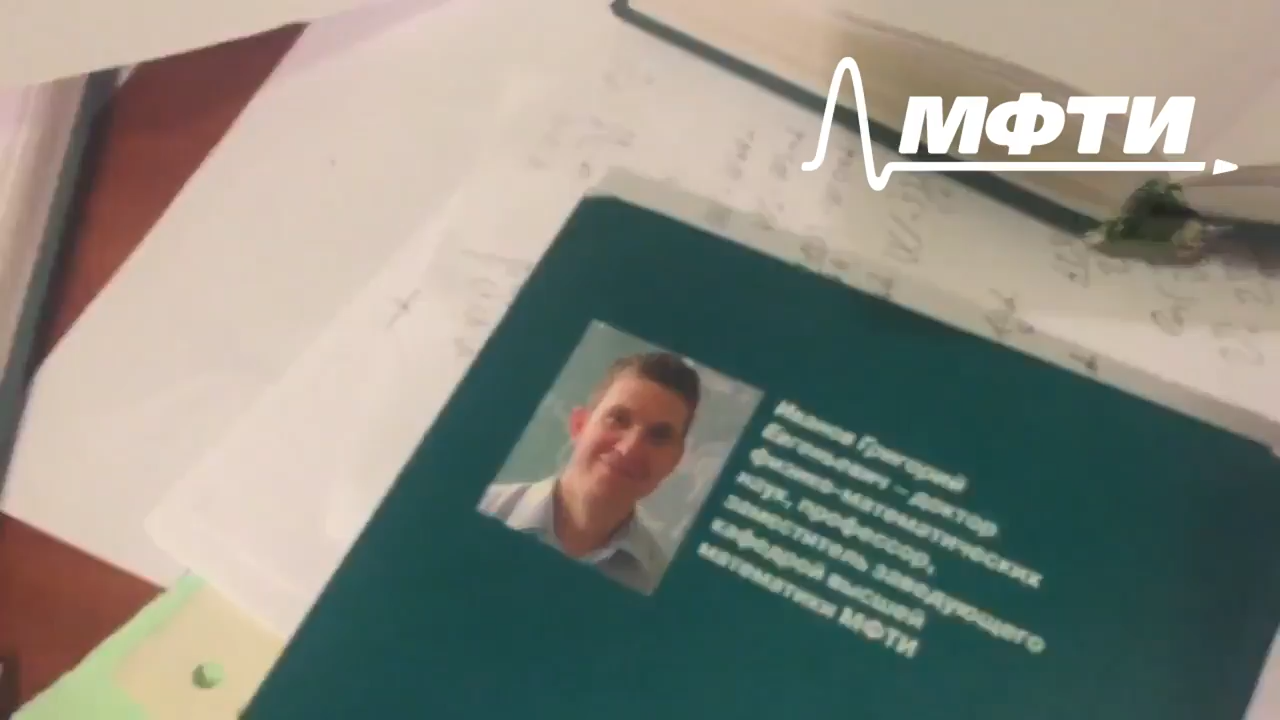 МФТИ
Иванов Григорий
Евгеньевич – доктор
физико-математических
наук, профессор,
заместитель заведующего
кафедрой высшей
математики МФТИ